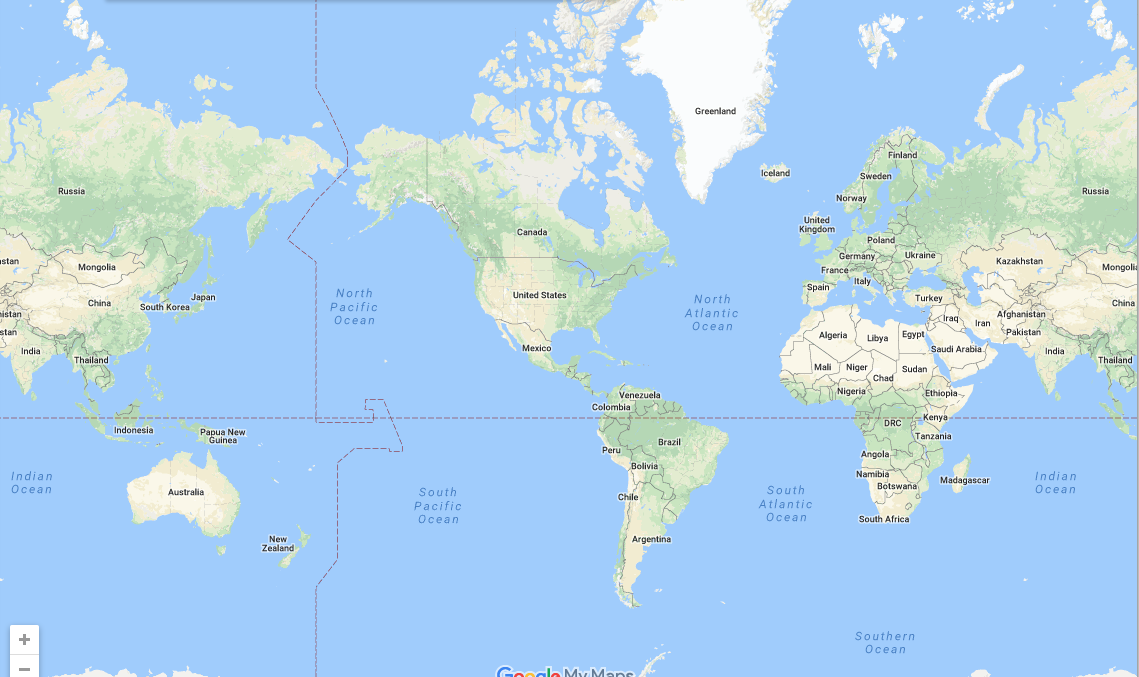 Greenland
Iceland
Finland
Sweden
Norway
Russia
Russia
United
Kingdom
Canada
Poland
Germany
Ukraine
France
Kazakhstan
Mongolia
Italy
Spain
Turkey
China
China
Japan
South Korea
United States
North
Pacific
Ocean
North
Atlantic
Ocean
Iraq
Iran
Afghanistan
Pakistan
Algeria
Libya
Egypt
Saudi Arabia
India
India
Mexico
Thailand
Thailand
Mali
Niger
Chad
Sudan
Nigeria
Ethiopia
Venezuela
Colombia
Kenya
DRC
Indonesia
Papua New
Guinea
Tanzania
Peru
Brazil
Angola
Bolivia
Namibia
Botswana
Madagascar
Indian
Ocean
Indian
Ocean
Australia
South
Pacific
Ocean
Chile
South
Atlantic
Ocean
South Africa
New
Zealand
Argentina
Southern
Ocean
Google My Maps